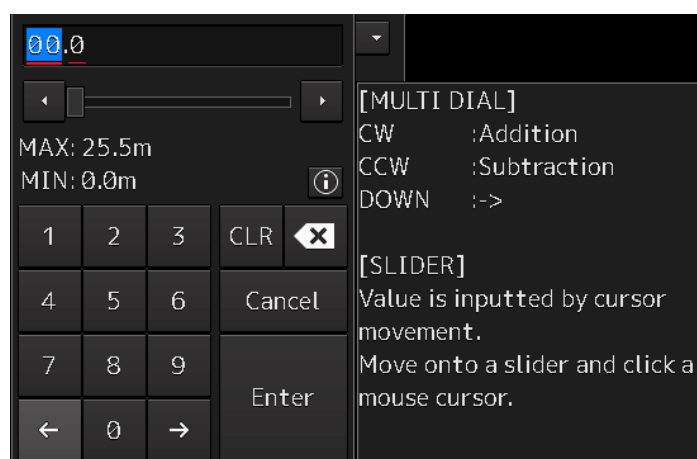 00.0
MAX: 25.5m
MIN: 0.0m
1 2 3 CLR
4 5 6 Cancel
7 8 9
Enter
← 0 →
[MULTI DIAL]
CW :Addition
CCW :Subtraction
DOWN :->
[SLIDER]
Value is inputted by cursor
movement.
Move onto a slider and click a
mouse cursor.